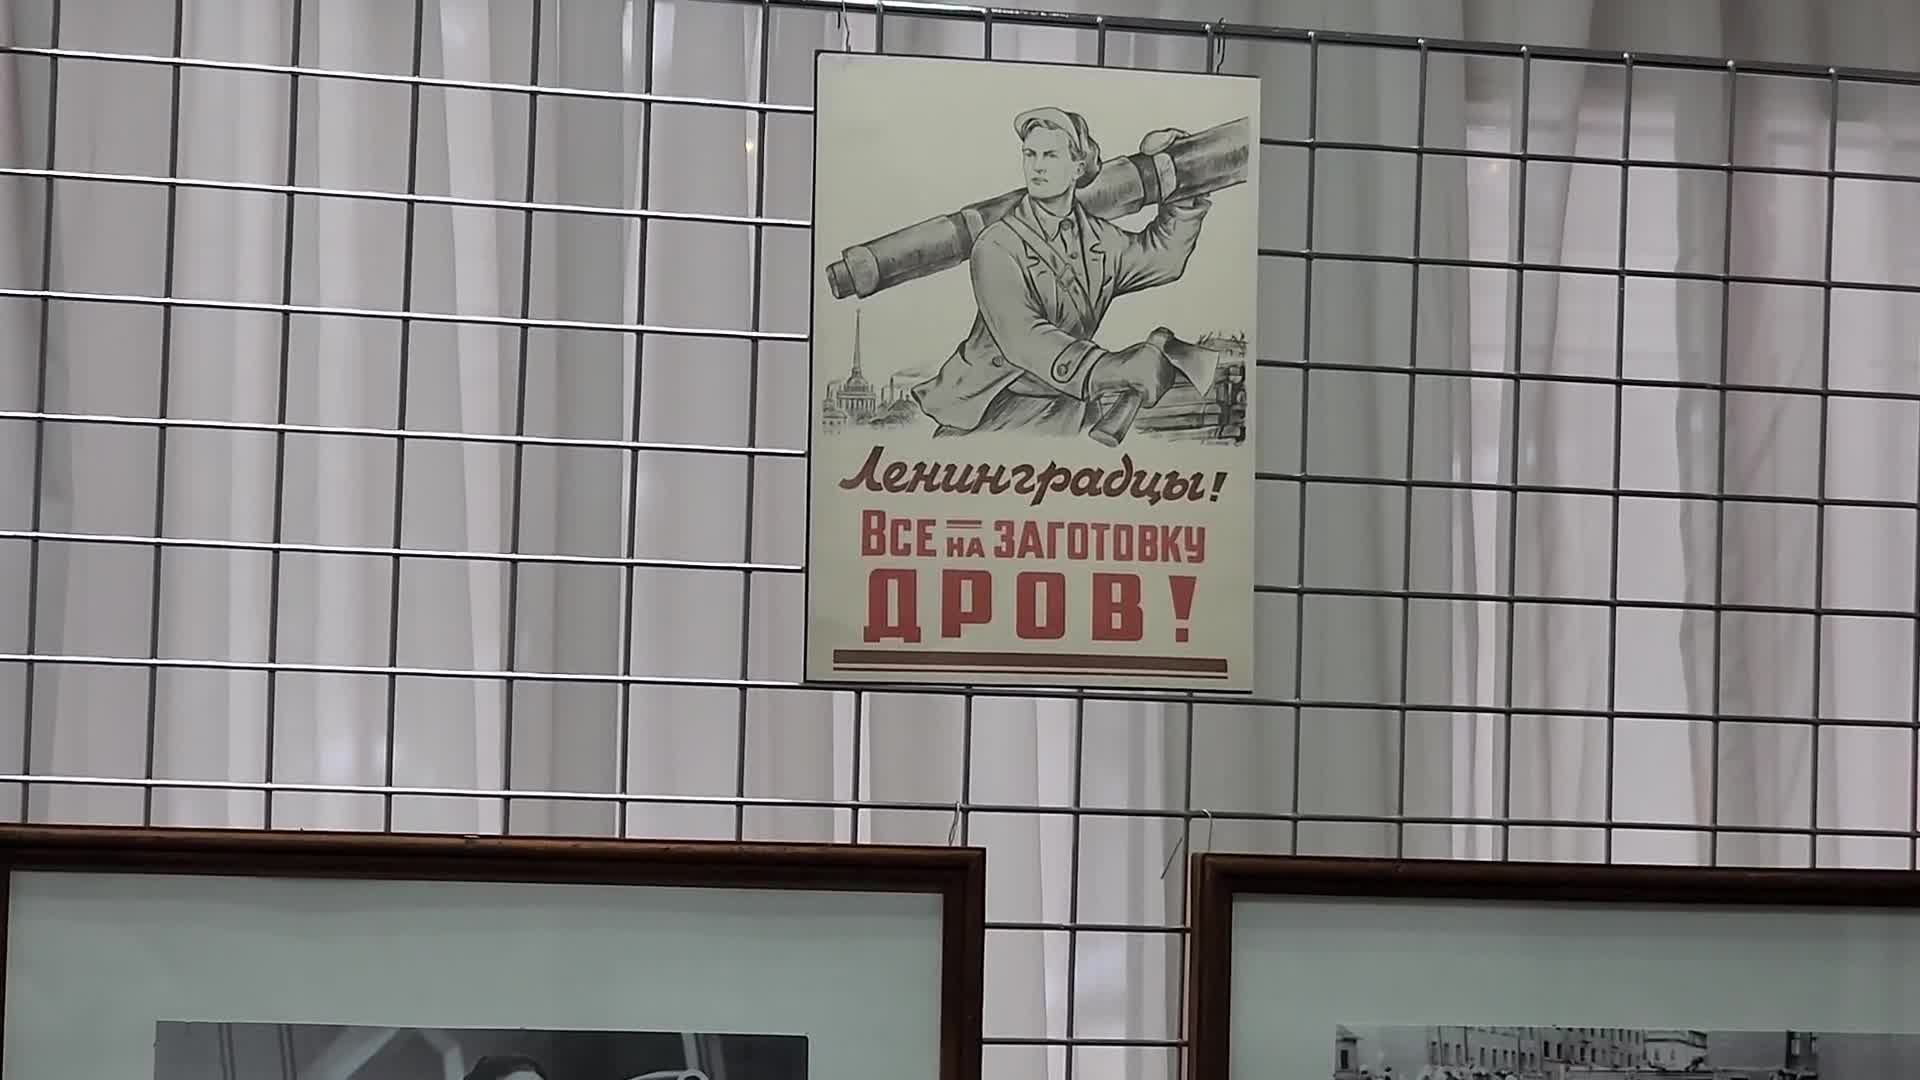 Ленинградцы!
Все на заготовку
дров!